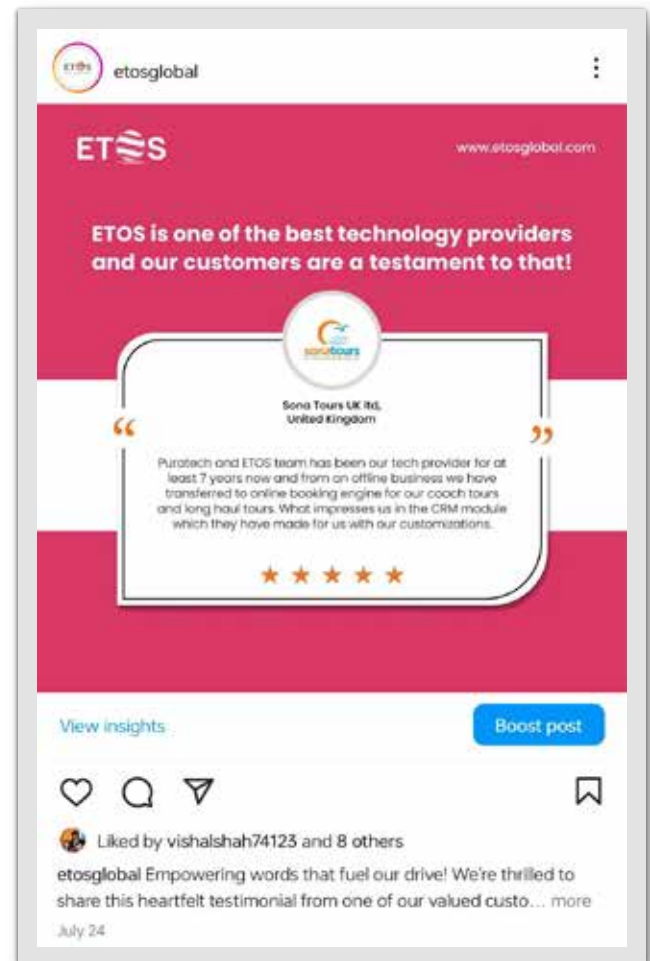 ETOS
etosglobal
ETOS
www.etosglobal.com
ETOS is one of the best technology providers
and our customers are a testament to that!
sonatours
Sona Tours UK ltd,
United Kingdom
“
”
Puratech and ETOS team has been our tech provider for at
least 7 years now and from an offline business we have
transferred to online booking engine for our coach tours
and long haul tours. What impresses us in the CRM module
which they have made for us with our customizations.
View insights
Boost post
Liked by vishalshah74123 and 8 others
etosglobal Empowering words that fuel our drive! We're thrilled to
share this heartfelt testimonial from one of our valued custo... more
July 24